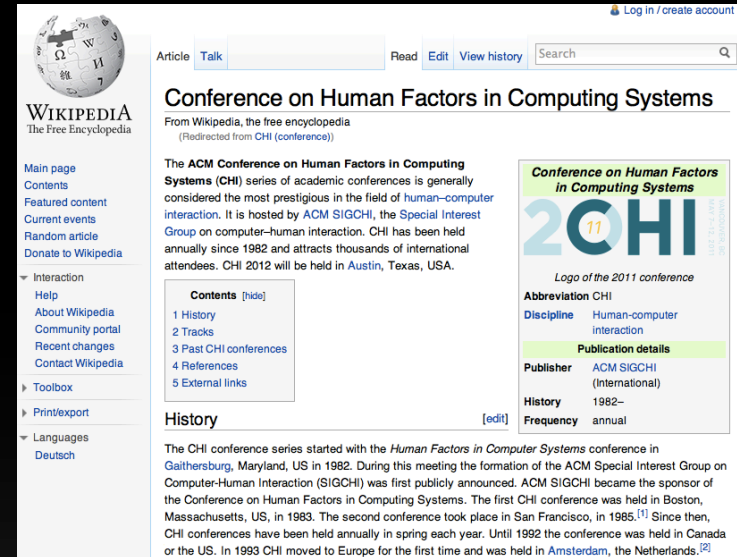 Log in / create account
Ω W И 維 7
WIKIPEDIA
The Free Encyclopedia
Article Talk Read Edit View history Search
Conference on Human Factors in Computing Systems
From Wikipedia, the free encyclopedia
(Redirected from CHI (conference))
Main page
Contents
Featured content
Current events
Random article
Donate to Wikipedia
Interaction
Help
About Wikipedia
Community portal
Recent changes
Contact Wikipedia
Toolbox
Print/export
Languages
Deutsch
The ACM Conference on Human Factors in Computing
Systems (CHI) series of academic conferences is generally
considered the most prestigious in the field of human–computer
interaction. It is hosted by ACM SIGCHI, the Special Interest
Group on computer–human interaction. CHI has been held
annually since 1982 and attracts thousands of international
attendees. CHI 2012 will be held in Austin, Texas, USA.
Contents [hide]
1 History
2 Tracks
3 Past CHI conferences
4 References
5 External links
Conference on Human Factors
in Computing Systems
2 11 CHI
VANCOUVER, BC
MAY 7–12, 2011
Logo of the 2011 conference
Abbreviation CHI
Discipline Human-computer
interaction
Publication details
Publisher ACM SIGCHI
(International)
History 1982–
Frequency annual
History [edit]
The CHI conference series started with the Human Factors in Computer Systems conference in
Gaithersburg, Maryland, US in 1982. During this meeting the formation of the ACM Special Interest Group on
Computer-Human Interaction (SIGCHI) was first publicly announced. ACM SIGCHI became the sponsor of
the Conference on Human Factors in Computing Systems. The first CHI conference was held in Boston,
Massachusetts, US, in 1983. The second conference took place in San Francisco, in 1985.[1] Since then,
CHI conferences have been held annually in spring each year. Until 1992 the conference was held in Canada
or the US. In 1993 CHI moved to Europe for the first time and was held in Amsterdam, the Netherlands.[2]